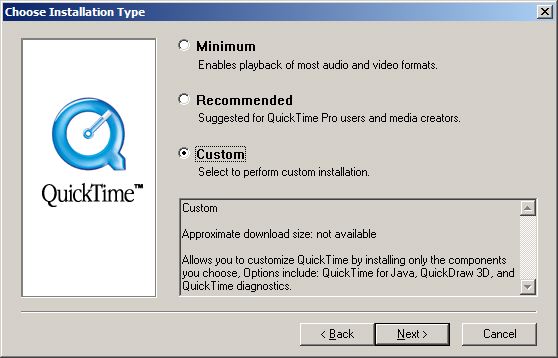 Choose Installation Type
Minimum
Enables playback of most audio and video formats.
Recommended
Suggested for QuickTime Pro users and media creators.
Custom
Select to perform custom installation.
QuickTime™
Custom
Approximate download size: not available
Allows you to customize QuickTime by installing only the components
you choose, Options include: QuickTime for Java, QuickDraw 3D, and
QuickTime diagnostics.
< Back
Next >
Cancel